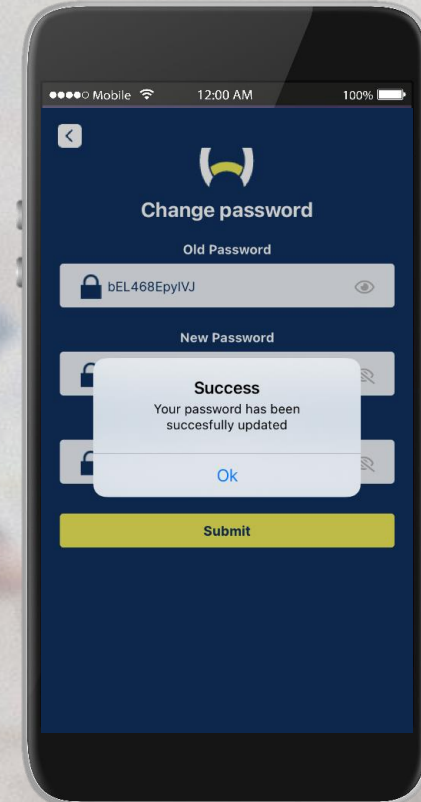 Mobile 12:00 AM 100%
Change password
Old Password
bEL468EpyIVJ
New Password
Success
Your password has been
succesfully updated
Ok
Submit